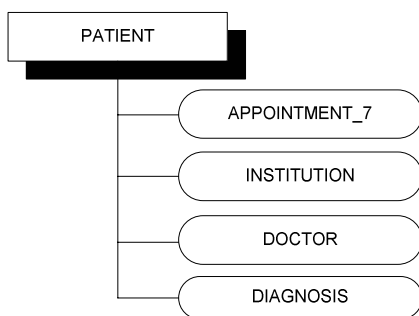 PATIENT
APPOINTMENT_7
INSTITUTION
DOCTOR
DIAGNOSIS